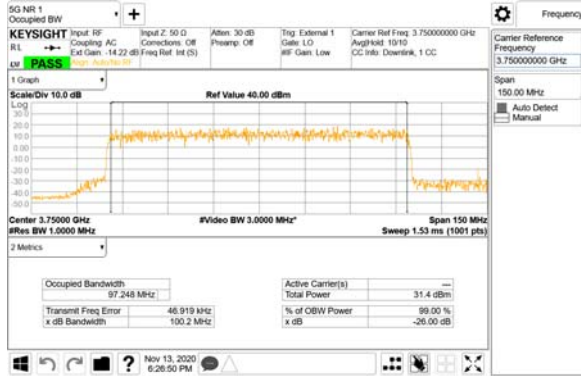 5G NR 1
Occupied BW
Frequency
KEYSIGHT
Input: RF
Coupling: AC
Ext Gain: -14.22 dB
Align: Auto/No RF
Input Z: 50 Ω
Corrections: Off
Freq Ref: Int (S)
Atten: 30 dB
Preamp: Off
Trig: External 1
Gate: LO
#IF Gain: Low
Carrier Ref Freq: 3.750000000 GHz
Avg|Hold: 10/10
CC Info: Downlink, 1 CC
RL
PASS
Carrier Reference
Frequency
3.750000000 GHz
Span
150.00 MHz
Auto Detect
Manual
1 Graph
Scale/Div 10.0 dB
Ref Value 40.00 dBm
Log
30.0
20.0
10.0
0.00
-10.0
-20.0
-30.0
-40.0
-50.0
Center 3.75000 GHz
#Video BW 3.0000 MHz*
Span 150 MHz
#Res BW 1.0000 MHz
Sweep 1.53 ms (1001 pts)
2 Metrics
Occupied Bandwidth
97.248 MHz
Active Carrier(s)
---
Total Power
31.4 dBm
Transmit Freq Error
46.919 kHz
% of OBW Power
99.00 %
x dB Bandwidth
100.2 MHz
x dB
-26.00 dB
?
Nov 13, 2020
6:26:50 PM